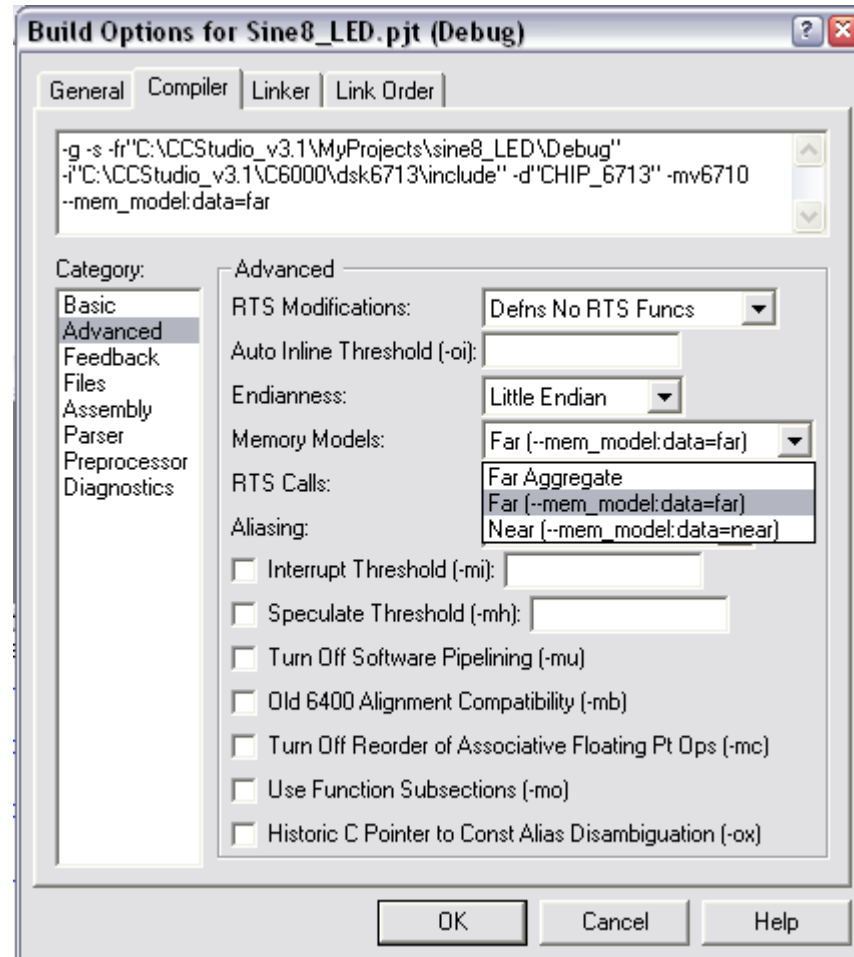 Build Options for Sine8_LED.pjt (Debug)
General Compiler Linker Link Order
-g -s -fr"C:\CCStudio_v3.1\MyProjects\sine8_LED\Debug"
-i"C:\CCStudio_v3.1\C6000\dsk6713\include" -d"CHIP_6713" -mv6710
--mem_model:data=far
Category:
Basic
Advanced
Feedback
Files
Assembly
Parser
Preprocessor
Diagnostics
Advanced
RTS Modifications: Defns No RTS Funcs
Auto Inline Threshold (-oi):
Endianness: Little Endian
Memory Models: Far (--mem_model:data=far)
Far Aggregate
Far (--mem_model:data=far)
Near (--mem_model:data=near)
RTS Calls:
Aliasing:
Interrupt Threshold (-mi):
Speculate Threshold (-mh):
Turn Off Software Pipelining (-mu)
Old 6400 Alignment Compatibility (-mb)
Turn Off Reorder of Associative Floating Pt Ops (-mc)
Use Function Subsections (-mo)
Historic C Pointer to Const Alias Disambiguation (-ox)
OK Cancel Help